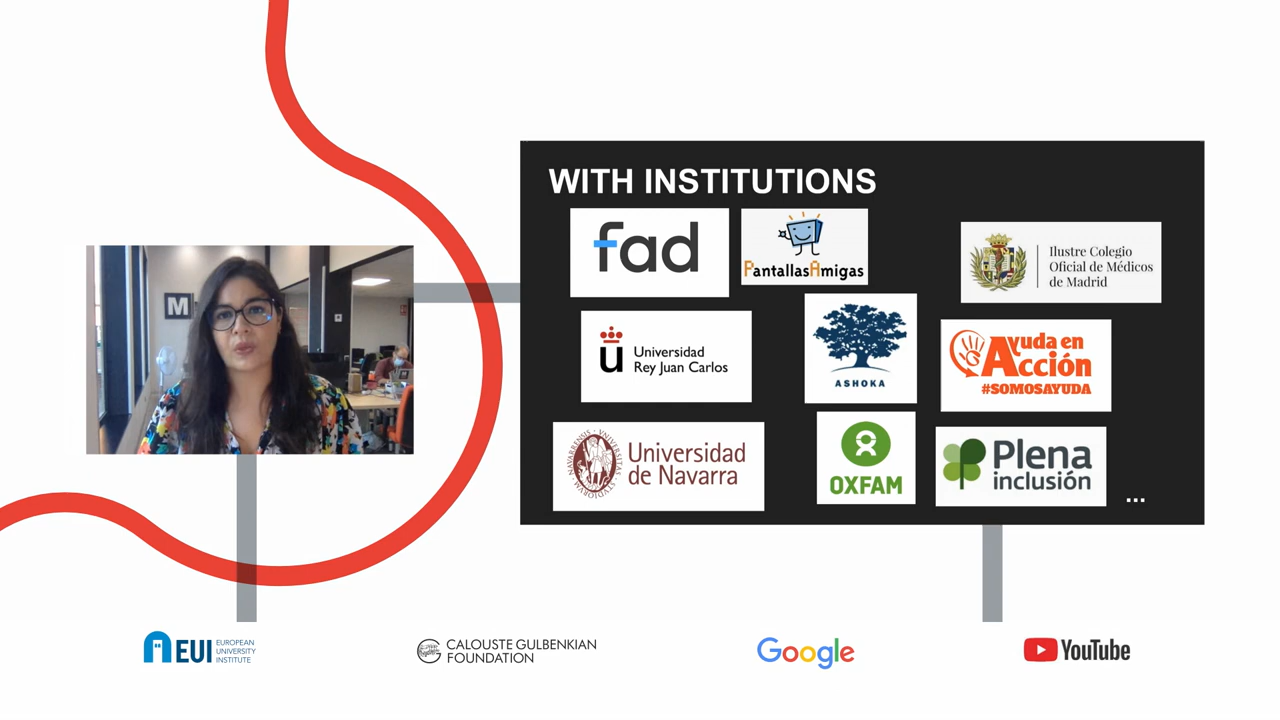 WITH INSTITUTIONS
fad
PantallasAmigas
Ilustre Colegio
Oficial de Médicos
de Madrid
M
u Universidad
Rey Juan Carlos
ASHOKA
Ayuda en
Acción
#SOMOSAYUDA
Universidad
de Navarra
OXFAM
Plena
inclusión
...
EUI
EUROPEAN
UNIVERSITY
INSTITUTE
CALOUSTE GULBENKIAN
FOUNDATION
Google
YouTube